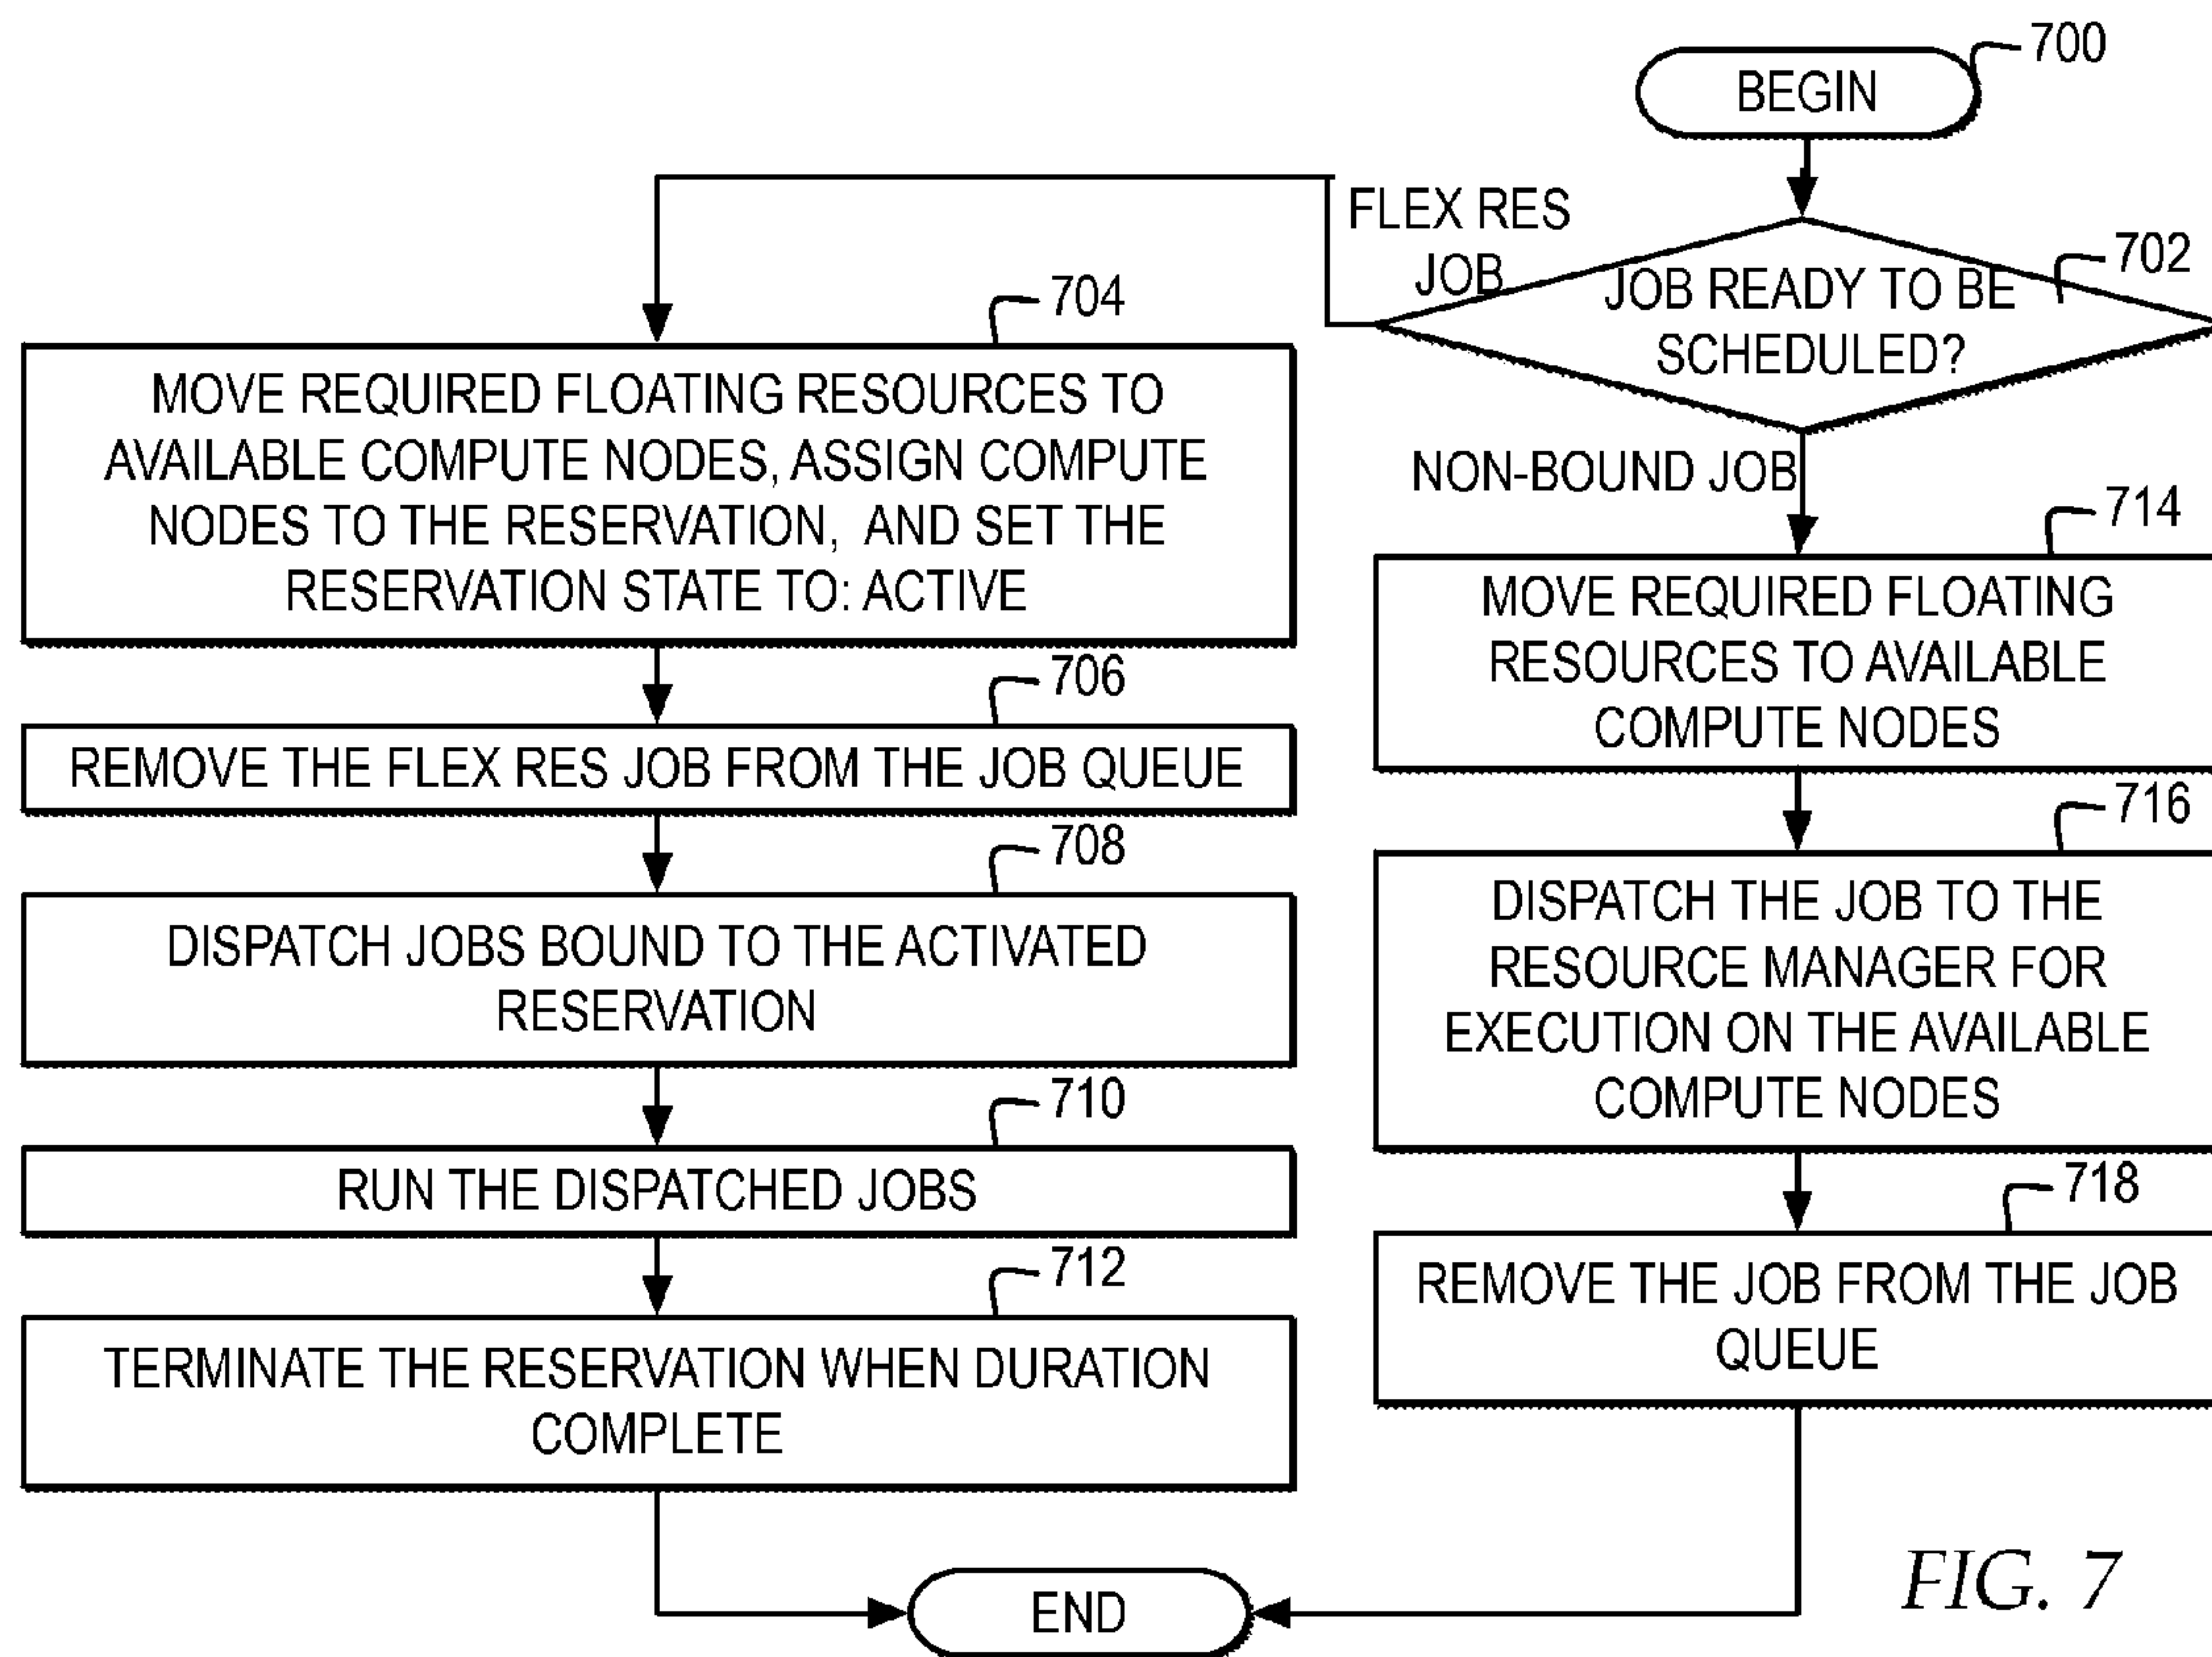 700
BEGIN
FLEX RES
JOB
702
JOB READY TO BE
SCHEDULED?
704
MOVE REQUIRED FLOATING RESOURCES TO
AVAILABLE COMPUTE NODES, ASSIGN COMPUTE
NODES TO THE RESERVATION, AND SET THE
RESERVATION STATE TO: ACTIVE
706
REMOVE THE FLEX RES JOB FROM THE JOB QUEUE
708
DISPATCH JOBS BOUND TO THE ACTIVATED
RESERVATION
710
RUN THE DISPATCHED JOBS
712
TERMINATE THE RESERVATION WHEN DURATION
COMPLETE
NON-BOUND JOB
714
MOVE REQUIRED FLOATING
RESOURCES TO AVAILABLE
COMPUTE NODES
716
DISPATCH THE JOB TO THE
RESOURCE MANAGER FOR
EXECUTION ON THE AVAILABLE
COMPUTE NODES
718
REMOVE THE JOB FROM THE JOB
QUEUE
END
FIG. 7